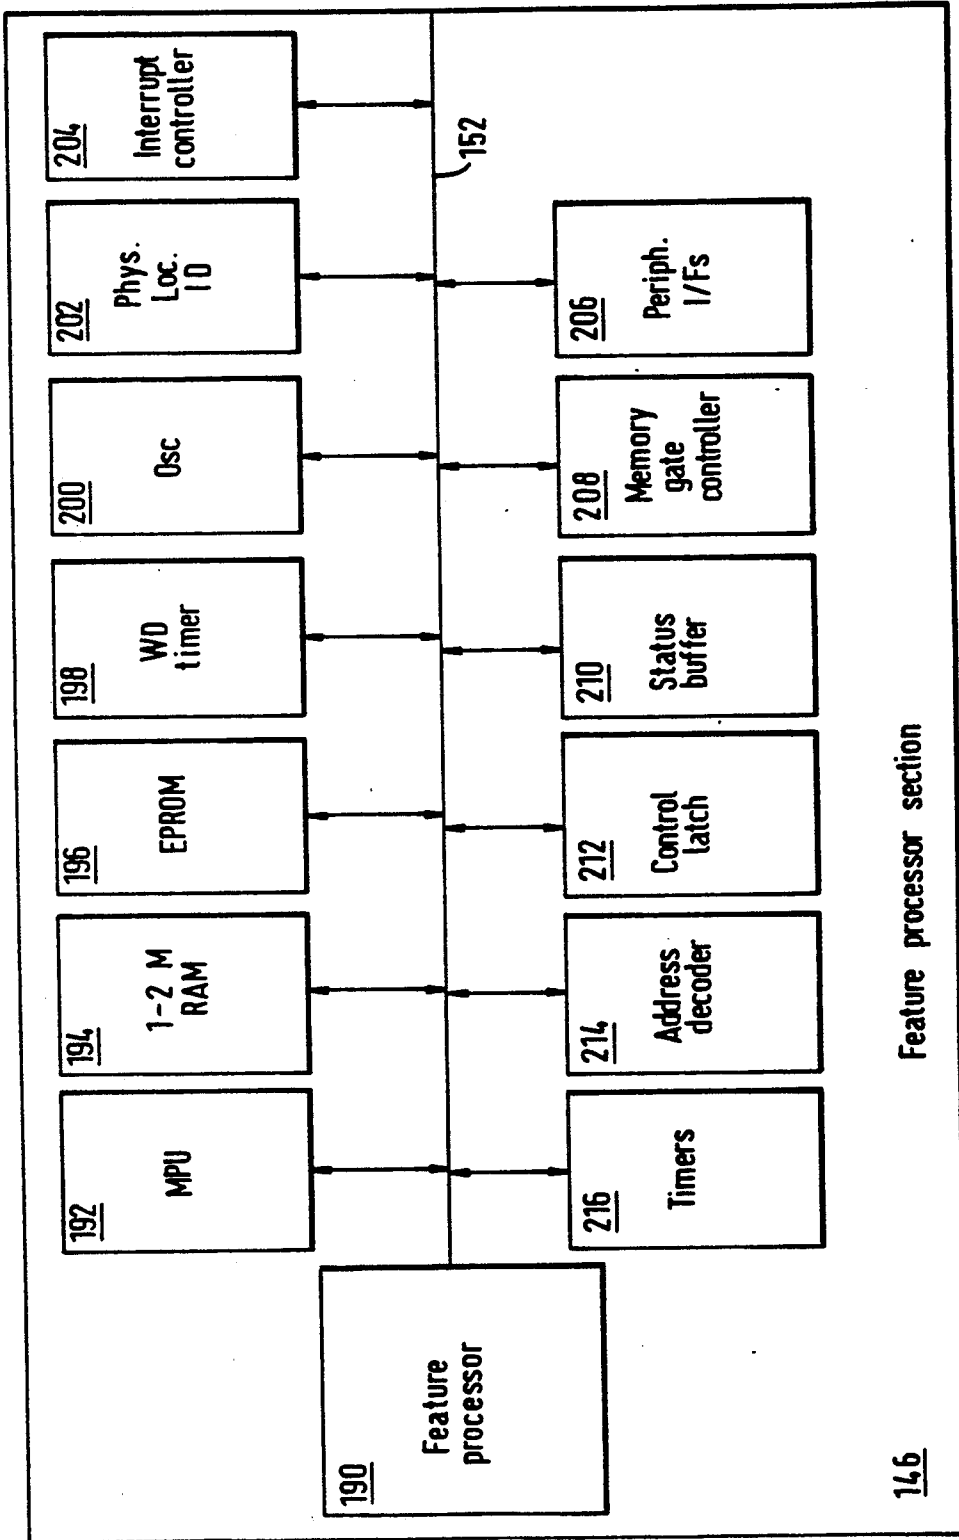 192
MPU
194
1-2 M
RAM
196
EPROM
198
WD
timer
200
Osc
202
Phys.
Loc.
ID
204
Interrupt
controller
152
190
Feature
processor
216
Timers
214
Address
decoder
212
Control
latch
210
Status
buffer
208
Memory
gate
controller
206
Periph.
I/Fs
Feature processor section
146